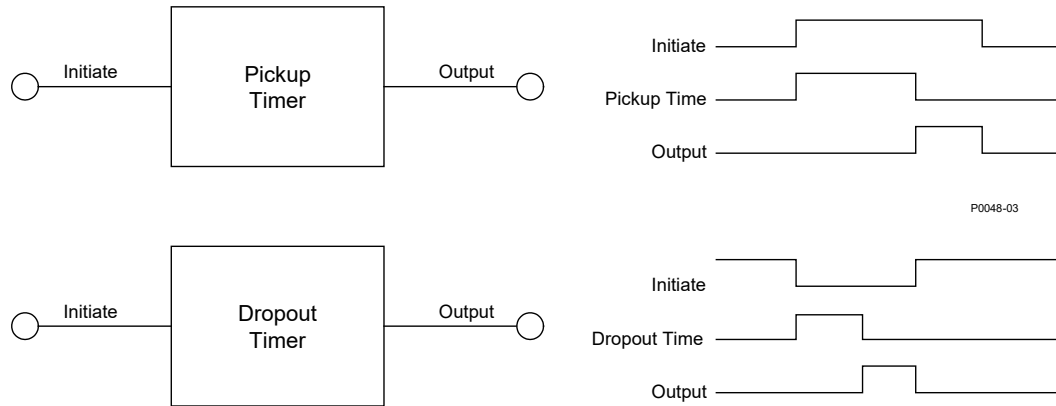 Initiate
Pickup
Timer
Output
Initiate
Pickup Time
Output
P0048-03
Initiate
Dropout
Timer
Output
Initiate
Dropout Time
Output